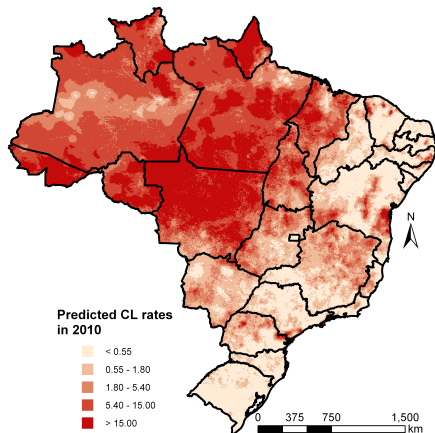 N
Predicted CL rates
in 2010
< 0.55
0.55 - 1.80
1.80 - 5.40
5.40 - 15.00
> 15.00
0 375 750 1,500
km